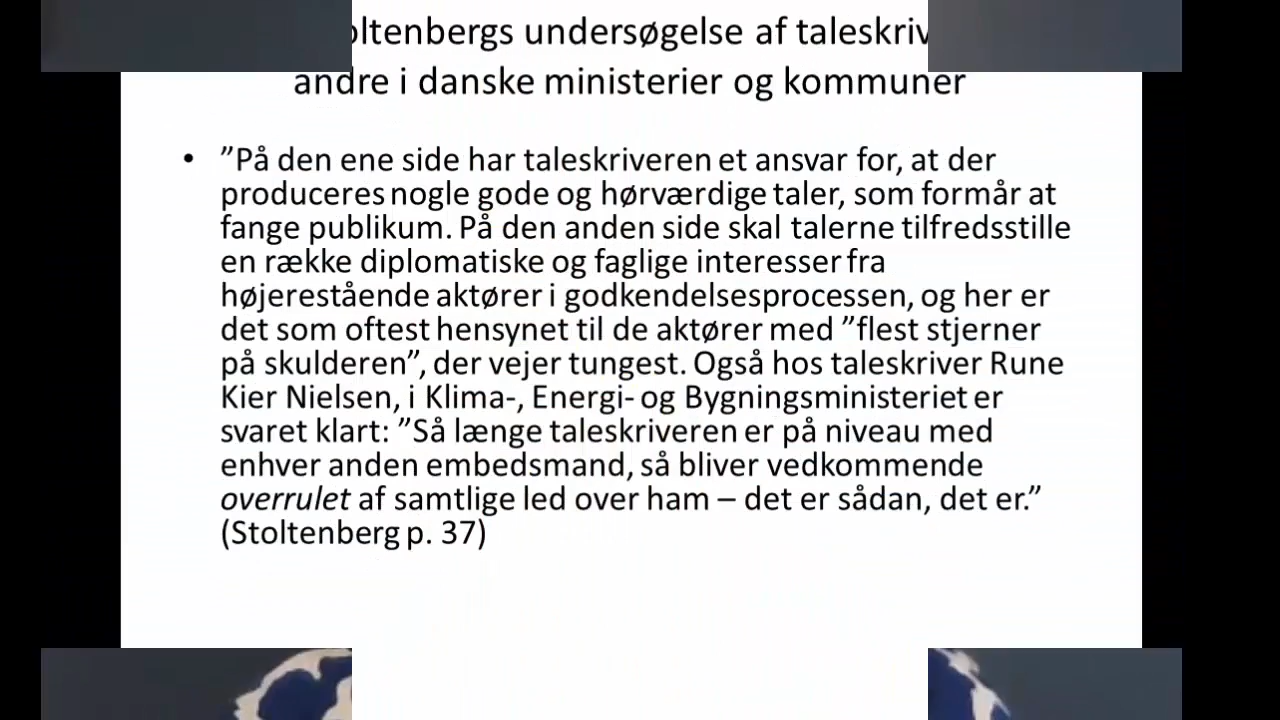 oltenbergs undersøgelse af taleskriv
andre i danske ministerier og kommuner
• ”På den ene side har taleskriveren et ansvar for, at der
produceres nogle gode og hørværdige taler, som formår at
fange publikum. På den anden side skal talerne tilfredsstille
en række diplomatiske og faglige interesser fra
højerestående aktører i godkendelsesprocessen, og her er
det som oftest hensynet til de aktører med ”flest stjerner
på skulderen”, der vejer tungest. Også hos taleskriver Rune
Kier Nielsen, i Klima-, Energi- og Bygningsministeriet er
svaret klart: ”Så længe taleskriveren er på niveau med
enhver anden embedsmand, så bliver vedkommende
overrulet af samtlige led over ham – det er sådan, det er.”
(Stoltenberg p. 37)